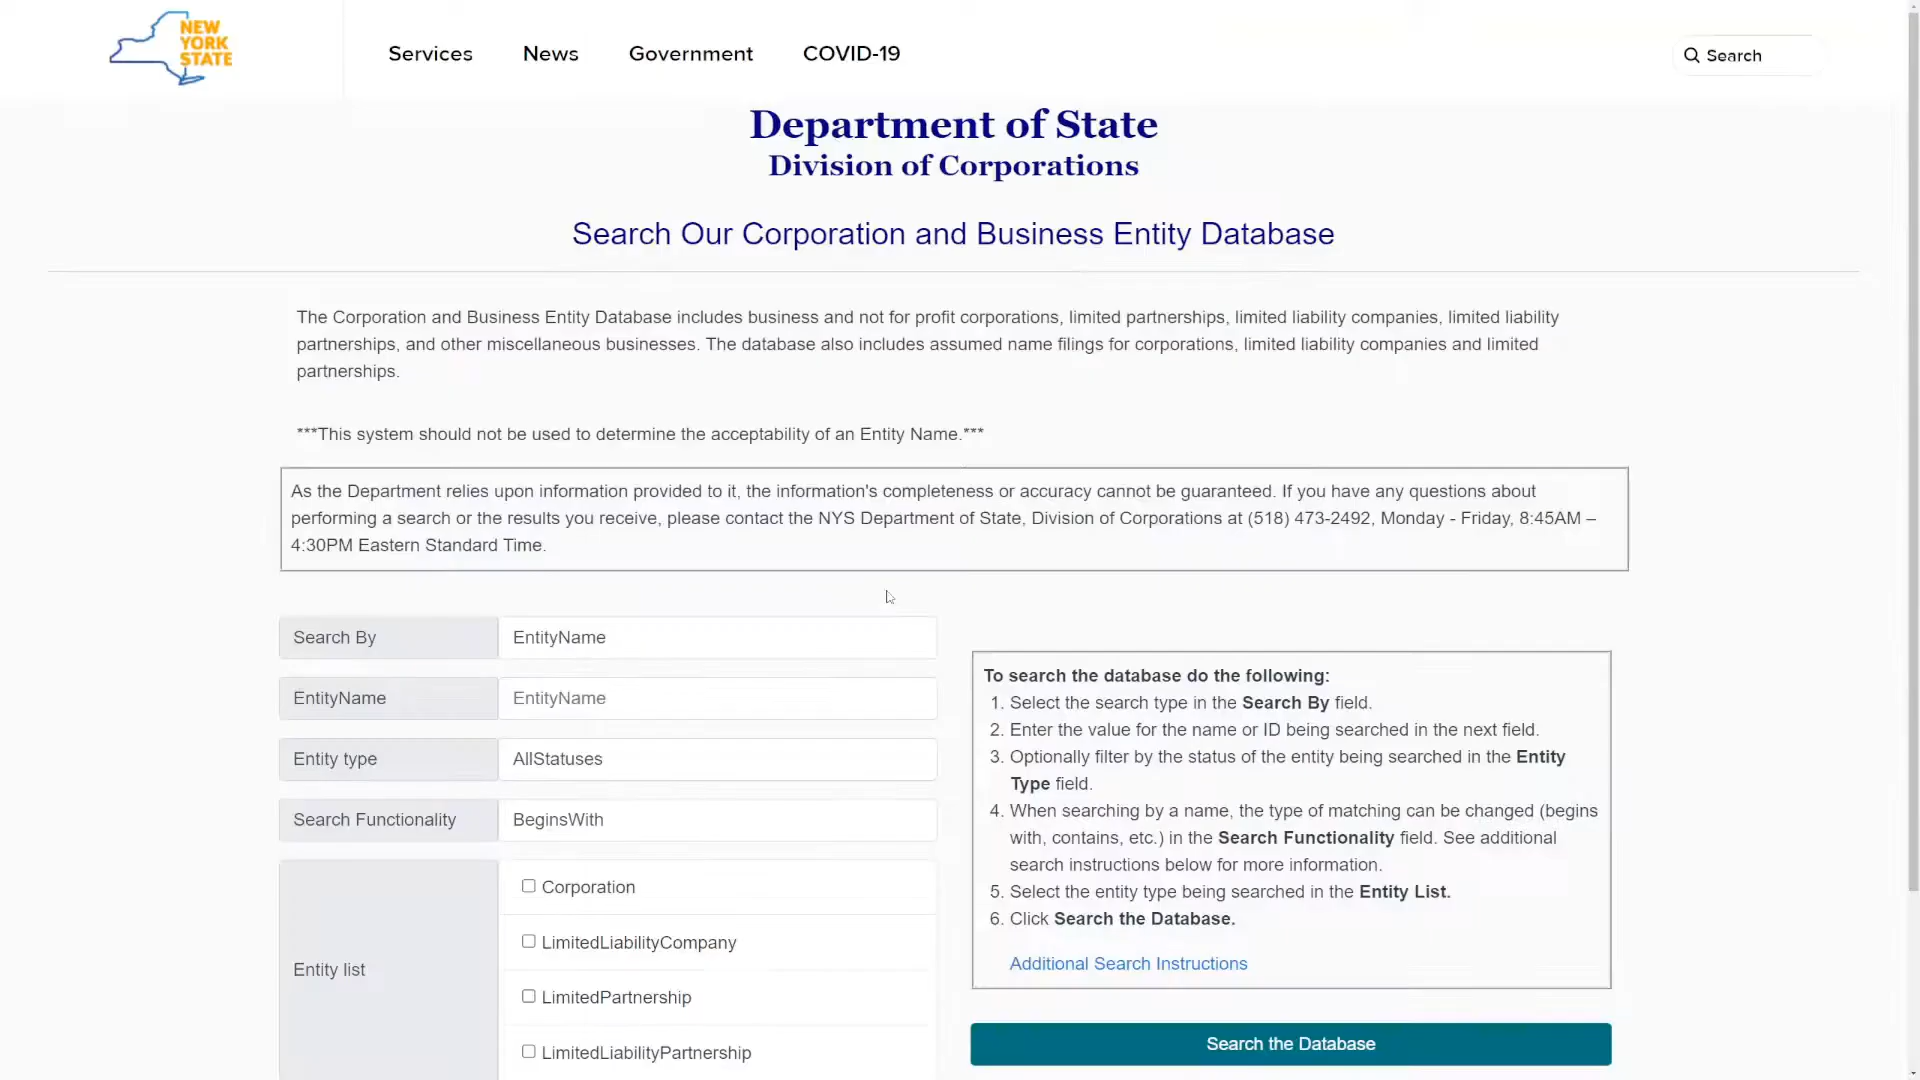 NEW
YORK
STATE
Services
News
Government
COVID-19
Search
Department of State
Division of Corporations
Search Our Corporation and Business Entity Database
The Corporation and Business Entity Database includes business and not for profit corporations, limited partnerships, limited liability companies, limited liability
partnerships, and other miscellaneous businesses. The database also includes assumed name filings for corporations, limited liability companies and limited
partnerships.
***This system should not be used to determine the acceptability of an Entity Name.***
As the Department relies upon information provided to it, the information's completeness or accuracy cannot be guaranteed. If you have any questions about
performing a search or the results you receive, please contact the NYS Department of State, Division of Corporations at (518) 473-2492, Monday - Friday, 8:45AM –
4:30PM Eastern Standard Time.
Search By
EntityName
EntityName
EntityName
Entity type
AllStatuses
Search Functionality
BeginsWith
Entity list
Corporation
LimitedLiabilityCompany
LimitedPartnership
LimitedLiabilityPartnership
To search the database do the following:
1. Select the search type in the Search By field.
2. Enter the value for the name or ID being searched in the next field.
3. Optionally filter by the status of the entity being searched in the Entity
Type field.
4. When searching by a name, the type of matching can be changed (begins
with, contains, etc.) in the Search Functionality field. See additional
search instructions below for more information.
5. Select the entity type being searched in the Entity List.
6. Click Search the Database.
Additional Search Instructions
Search the Database